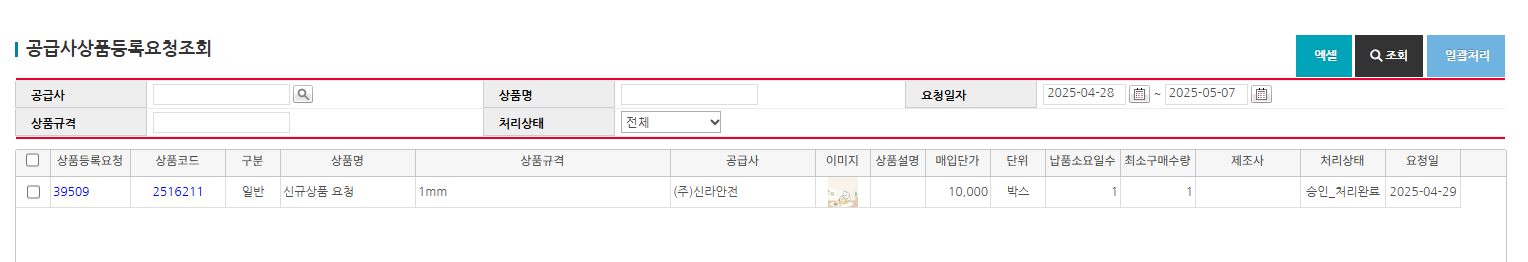 공급사상품등록요청조회
엑셀 조회 일괄처리
공급사 상품명 요청일자 2025-04-28 ~ 2025-05-07
상품규격 처리상태 전체
상품등록요청 상품코드 구분 상품명 상품규격 공급사 이미지 상품설명 매입단가 단위 납품소요일수 최소구매수량 제조사 처리상태 요청일
39509 2516211 일반 신규상품 요청 1mm (주)신라안전 10,000 박스 1 1 승인_처리완료 2025-04-29